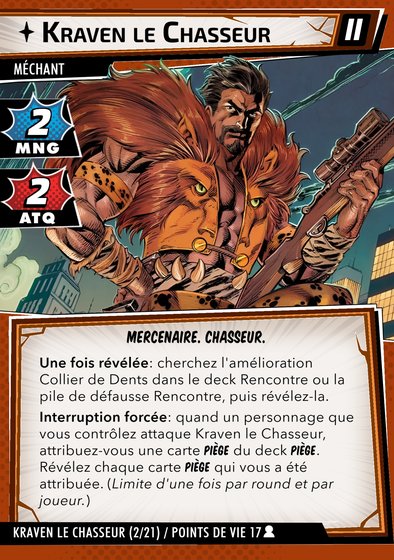 KRAVEN LE CHASSEUR
II
MÉCHANT
2
MNG
2
ATQ
MERCENAIRE. CHASSEUR.
Une fois révélée: cherchez l'amélioration
Collier de Dents dans le deck Rencontre ou la
pile de défausse Rencontre, puis révélez-la.
Interruption forcée: quand un personnage que
vous contrôlez attaque Kraven le Chasseur,
attribuez-vous une carte PIÈGE du deck PIÈGE.
Révélez chaque carte PIÈGE qui vous a été
attribuée. (Limite d'une fois par round et par
joueur.)
KRAVEN LE CHASSEUR (2/21) / POINTS DE VIE 17